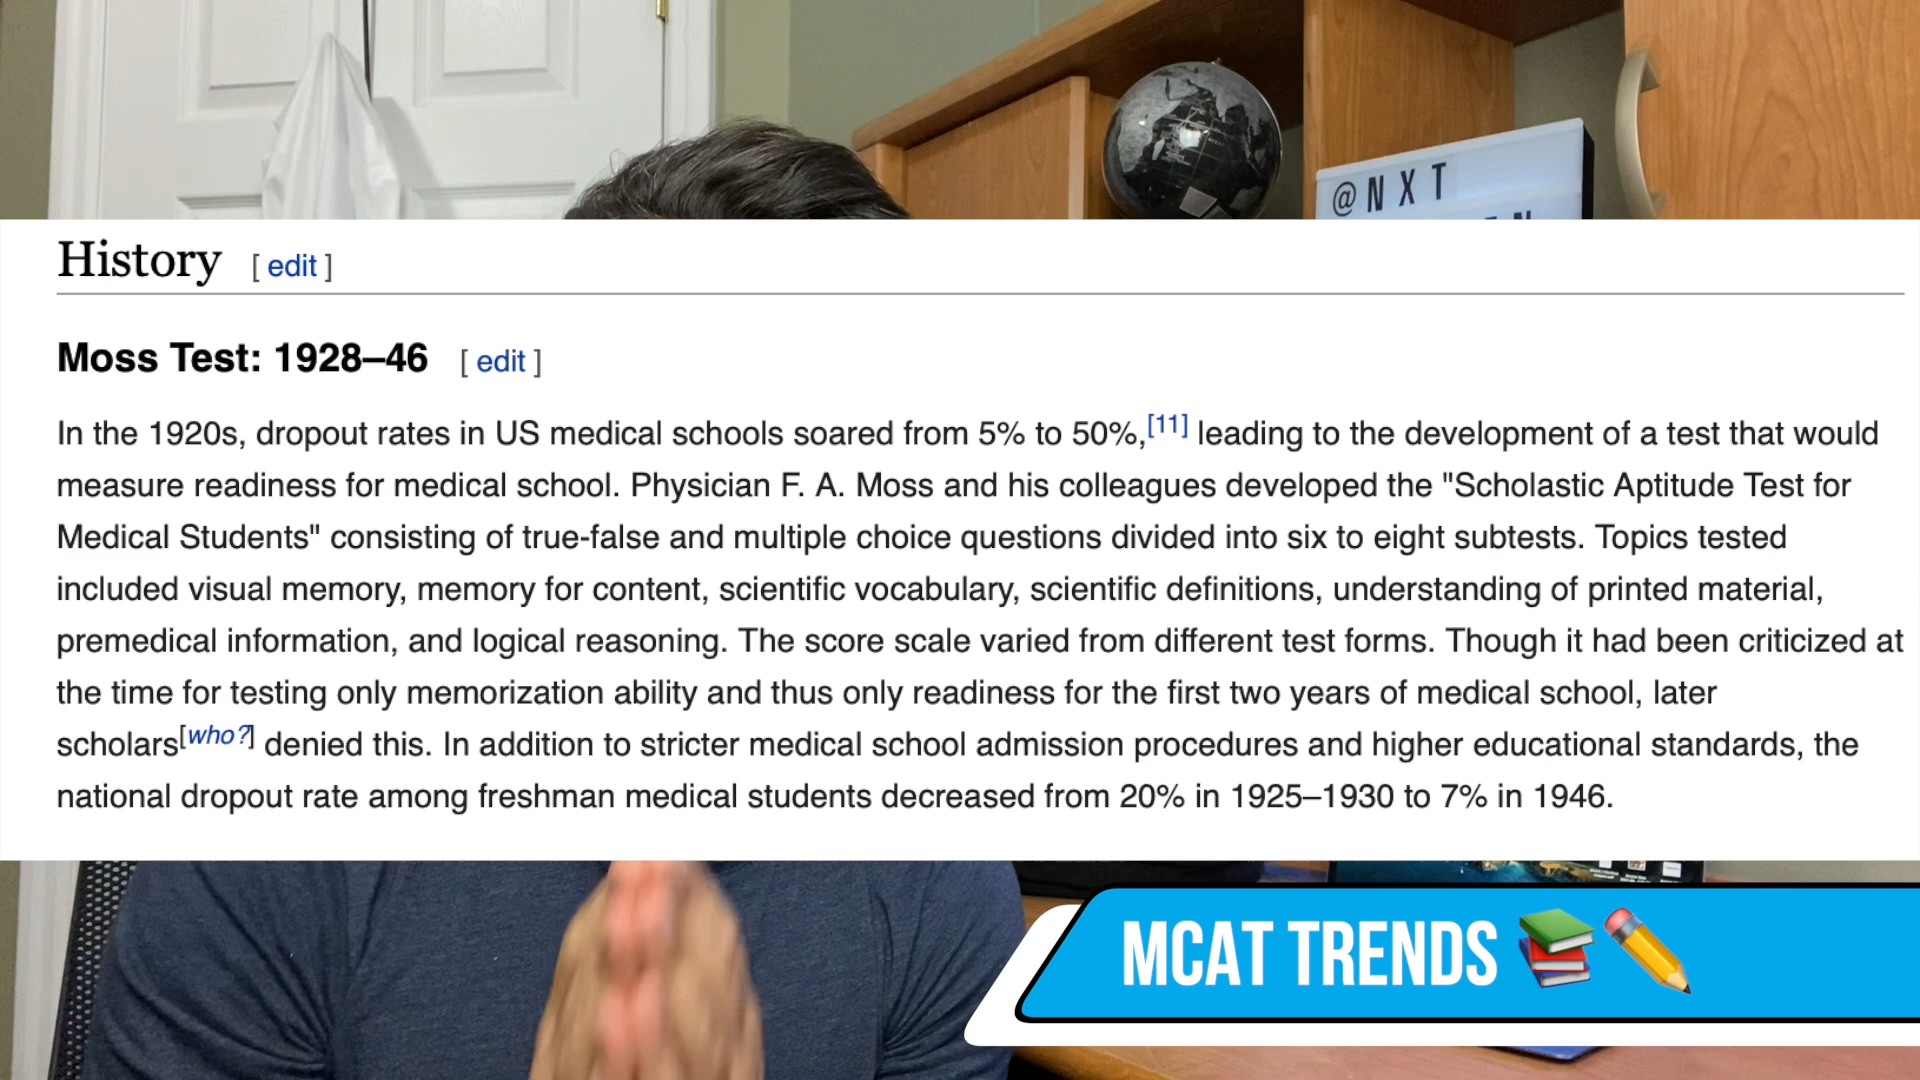 @NXT
History [ edit ]
Moss Test: 1928–46 [ edit ]
In the 1920s, dropout rates in US medical schools soared from 5% to 50%,[11] leading to the development of a test that would
measure readiness for medical school. Physician F. A. Moss and his colleagues developed the "Scholastic Aptitude Test for
Medical Students" consisting of true-false and multiple choice questions divided into six to eight subtests. Topics tested
included visual memory, memory for content, scientific vocabulary, scientific definitions, understanding of printed material,
premedical information, and logical reasoning. The score scale varied from different test forms. Though it had been criticized at
the time for testing only memorization ability and thus only readiness for the first two years of medical school, later
scholars[who?] denied this. In addition to stricter medical school admission procedures and higher educational standards, the
national dropout rate among freshman medical students decreased from 20% in 1925–1930 to 7% in 1946.
MCAT TRENDS